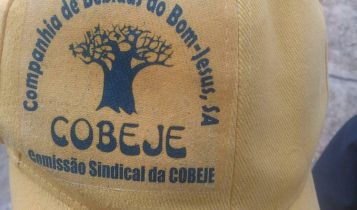 Companhia de Bebidas do Bom-Jesus, SA
COBEJE
Comissão Sindical da COBEJE